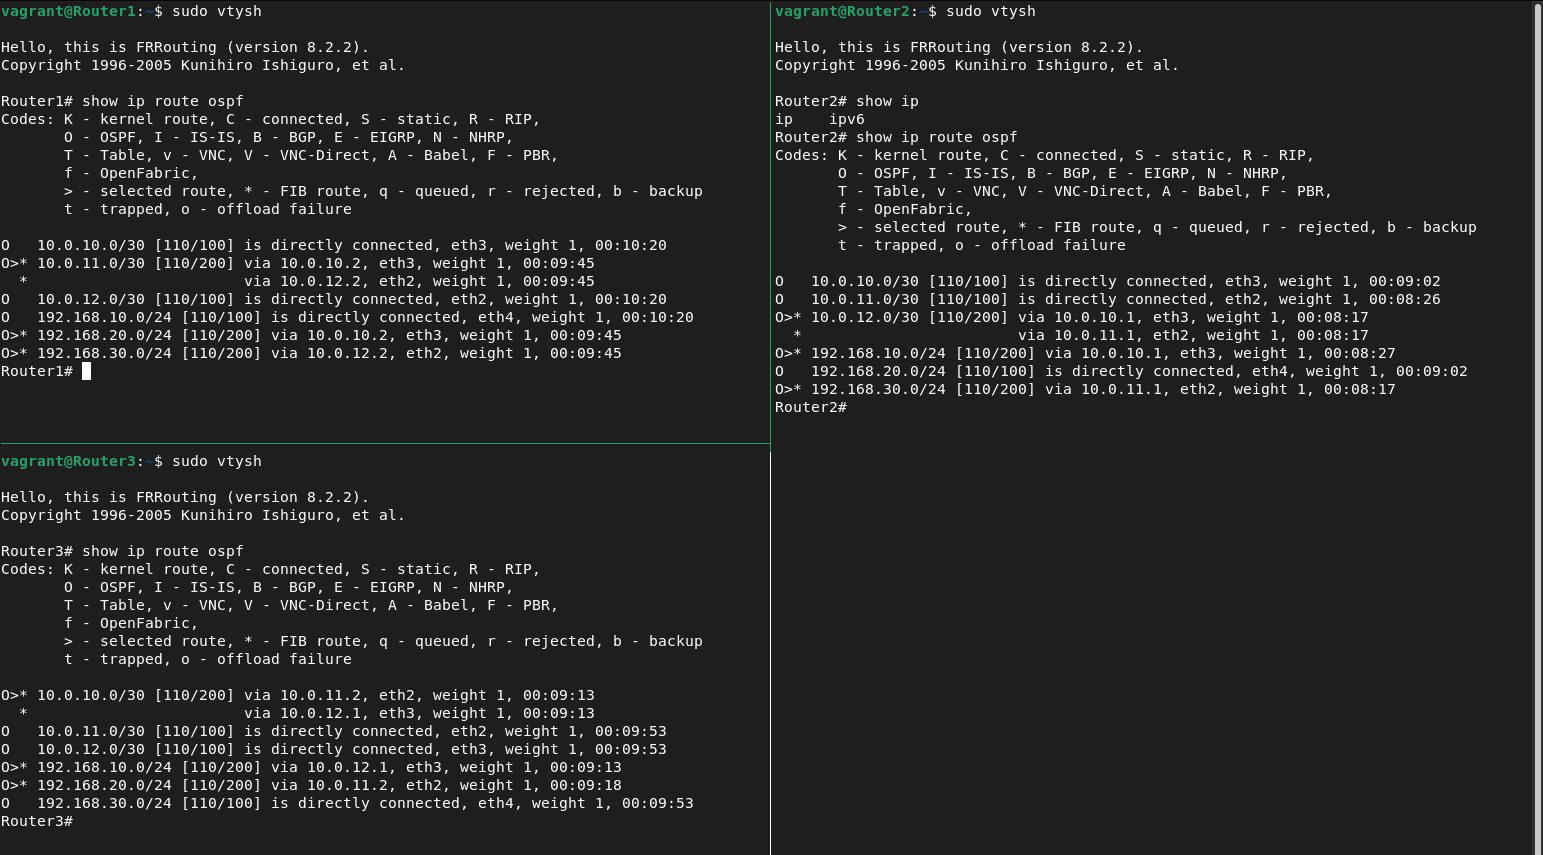 vagrant@Router1:~$ sudo vtysh

Hello, this is FRRouting (version 8.2.2).
Copyright 1996-2005 Kunihiro Ishiguro, et al.

Router1# show ip route ospf
Codes: K - kernel route, C - connected, S - static, R - RIP,
       O - OSPF, I - IS-IS, B - BGP, E - EIGRP, N - NHRP,
       T - Table, v - VNC, V - VNC-Direct, A - Babel, F - PBR,
       f - OpenFabric,
       > - selected route, * - FIB route, q - queued, r - rejected, b - backup
       t - trapped, o - offload failure

O   10.0.10.0/30 [110/100] is directly connected, eth3, weight 1, 00:10:20
O>* 10.0.11.0/30 [110/200] via 10.0.10.2, eth3, weight 1, 00:09:45
  *                        via 10.0.12.2, eth2, weight 1, 00:09:45
O   10.0.12.0/30 [110/100] is directly connected, eth2, weight 1, 00:10:20
O   192.168.10.0/24 [110/100] is directly connected, eth4, weight 1, 00:10:20
O>* 192.168.20.0/24 [110/200] via 10.0.10.2, eth3, weight 1, 00:09:45
O>* 192.168.30.0/24 [110/200] via 10.0.12.2, eth2, weight 1, 00:09:45
Router1#

vagrant@Router2:~$ sudo vtysh

Hello, this is FRRouting (version 8.2.2).
Copyright 1996-2005 Kunihiro Ishiguro, et al.

Router2# show ip
ip    ipv6
Router2# show ip route ospf
Codes: K - kernel route, C - connected, S - static, R - RIP,
       O - OSPF, I - IS-IS, B - BGP, E - EIGRP, N - NHRP,
       T - Table, v - VNC, V - VNC-Direct, A - Babel, F - PBR,
       f - OpenFabric,
       > - selected route, * - FIB route, q - queued, r - rejected, b - backup
       t - trapped, o - offload failure

O   10.0.10.0/30 [110/100] is directly connected, eth3, weight 1, 00:09:02
O   10.0.11.0/30 [110/100] is directly connected, eth2, weight 1, 00:08:26
O>* 10.0.12.0/30 [110/200] via 10.0.10.1, eth3, weight 1, 00:08:17
  *                        via 10.0.11.1, eth2, weight 1, 00:08:17
O>* 192.168.10.0/24 [110/200] via 10.0.10.1, eth3, weight 1, 00:08:27
O   192.168.20.0/24 [110/100] is directly connected, eth4, weight 1, 00:09:02
O>* 192.168.30.0/24 [110/200] via 10.0.11.1, eth2, weight 1, 00:08:17
Router2#

vagrant@Router3:~$ sudo vtysh

Hello, this is FRRouting (version 8.2.2).
Copyright 1996-2005 Kunihiro Ishiguro, et al.

Router3# show ip route ospf
Codes: K - kernel route, C - connected, S - static, R - RIP,
       O - OSPF, I - IS-IS, B - BGP, E - EIGRP, N - NHRP,
       T - Table, v - VNC, V - VNC-Direct, A - Babel, F - PBR,
       f - OpenFabric,
       > - selected route, * - FIB route, q - queued, r - rejected, b - backup
       t - trapped, o - offload failure

O>* 10.0.10.0/30 [110/200] via 10.0.11.2, eth2, weight 1, 00:09:13
  *                        via 10.0.12.1, eth3, weight 1, 00:09:13
O   10.0.11.0/30 [110/100] is directly connected, eth2, weight 1, 00:09:53
O   10.0.12.0/30 [110/100] is directly connected, eth3, weight 1, 00:09:53
O>* 192.168.10.0/24 [110/200] via 10.0.12.1, eth3, weight 1, 00:09:13
O>* 192.168.20.0/24 [110/200] via 10.0.11.2, eth2, weight 1, 00:09:18
O   192.168.30.0/24 [110/100] is directly connected, eth4, weight 1, 00:09:53
Router3#